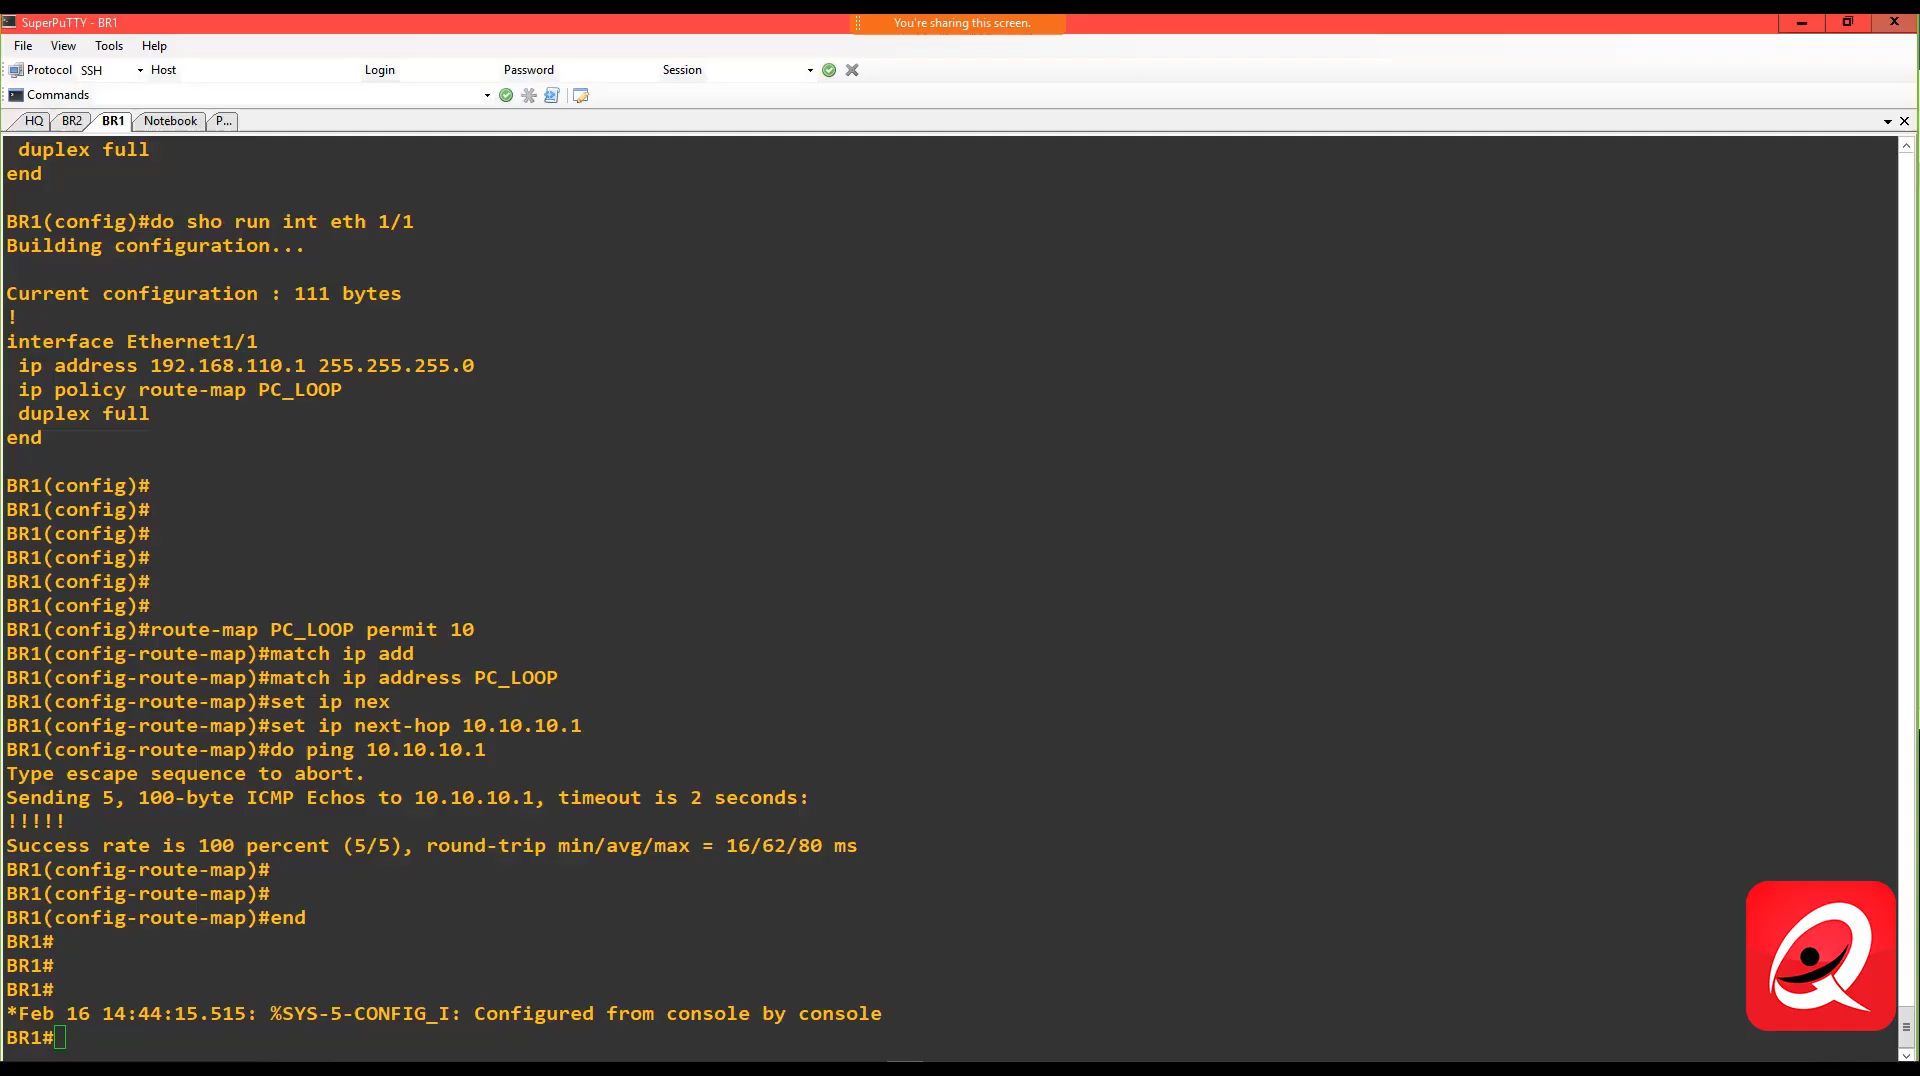 SuperPuTTY - BR1
You're sharing this screen.
File View Tools Help
Protocol SSH Host Login Password Session
Commands
HQ BR2 BR1 Notebook P...
duplex full
end
BR1(config)#do sho run int eth 1/1
Building configuration...
Current configuration : 111 bytes
!
interface Ethernet1/1
ip address 192.168.110.1 255.255.255.0
ip policy route-map PC_LOOP
duplex full
end
BR1(config)#
BR1(config)#
BR1(config)#
BR1(config)#
BR1(config)#
BR1(config)#
BR1(config)#route-map PC_LOOP permit 10
BR1(config-route-map)#match ip add
BR1(config-route-map)#match ip address PC_LOOP
BR1(config-route-map)#set ip nex
BR1(config-route-map)#set ip next-hop 10.10.10.1
BR1(config-route-map)#do ping 10.10.10.1
Type escape sequence to abort.
Sending 5, 100-byte ICMP Echos to 10.10.10.1, timeout is 2 seconds:
!!!!!
Success rate is 100 percent (5/5), round-trip min/avg/max = 16/62/80 ms
BR1(config-route-map)#
BR1(config-route-map)#
BR1(config-route-map)#end
BR1#
BR1#
BR1#
*Feb 16 14:44:15.515: %SYS-5-CONFIG_I: Configured from console by console
BR1#